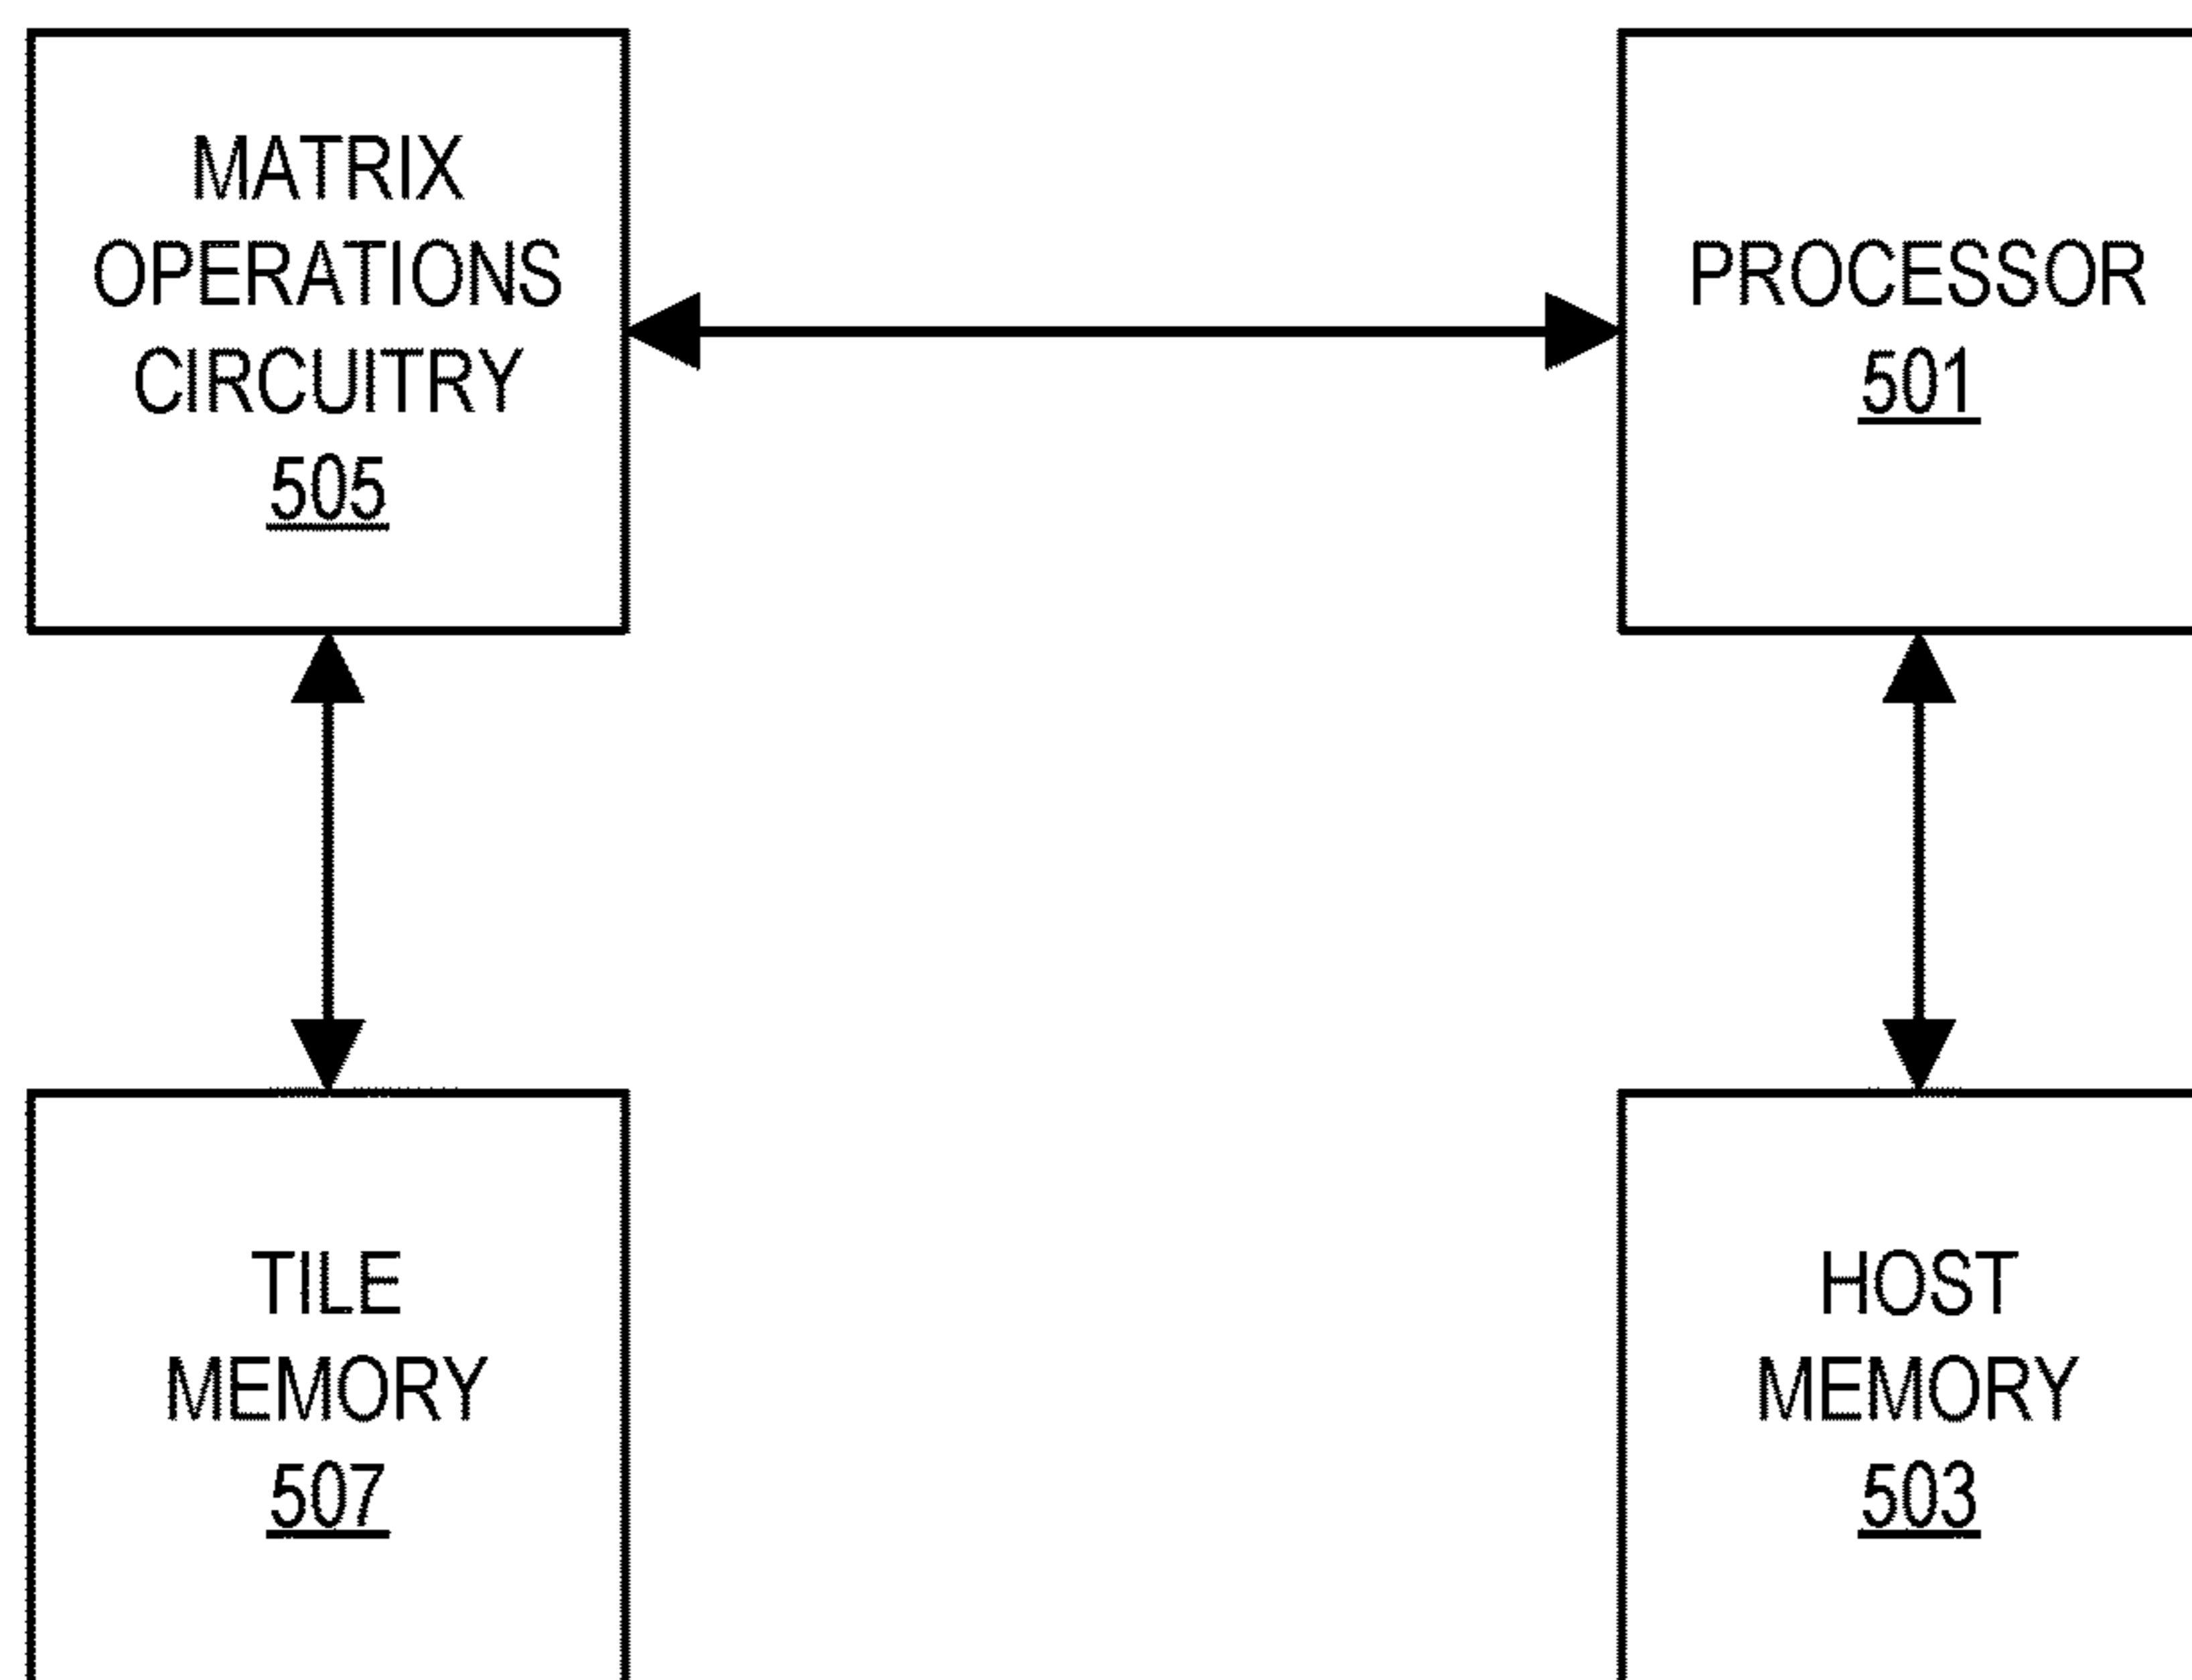 MATRIX
OPERATIONS
CIRCUITRY
505
PROCESSOR
501
TILE
MEMORY
507
HOST
MEMORY
503